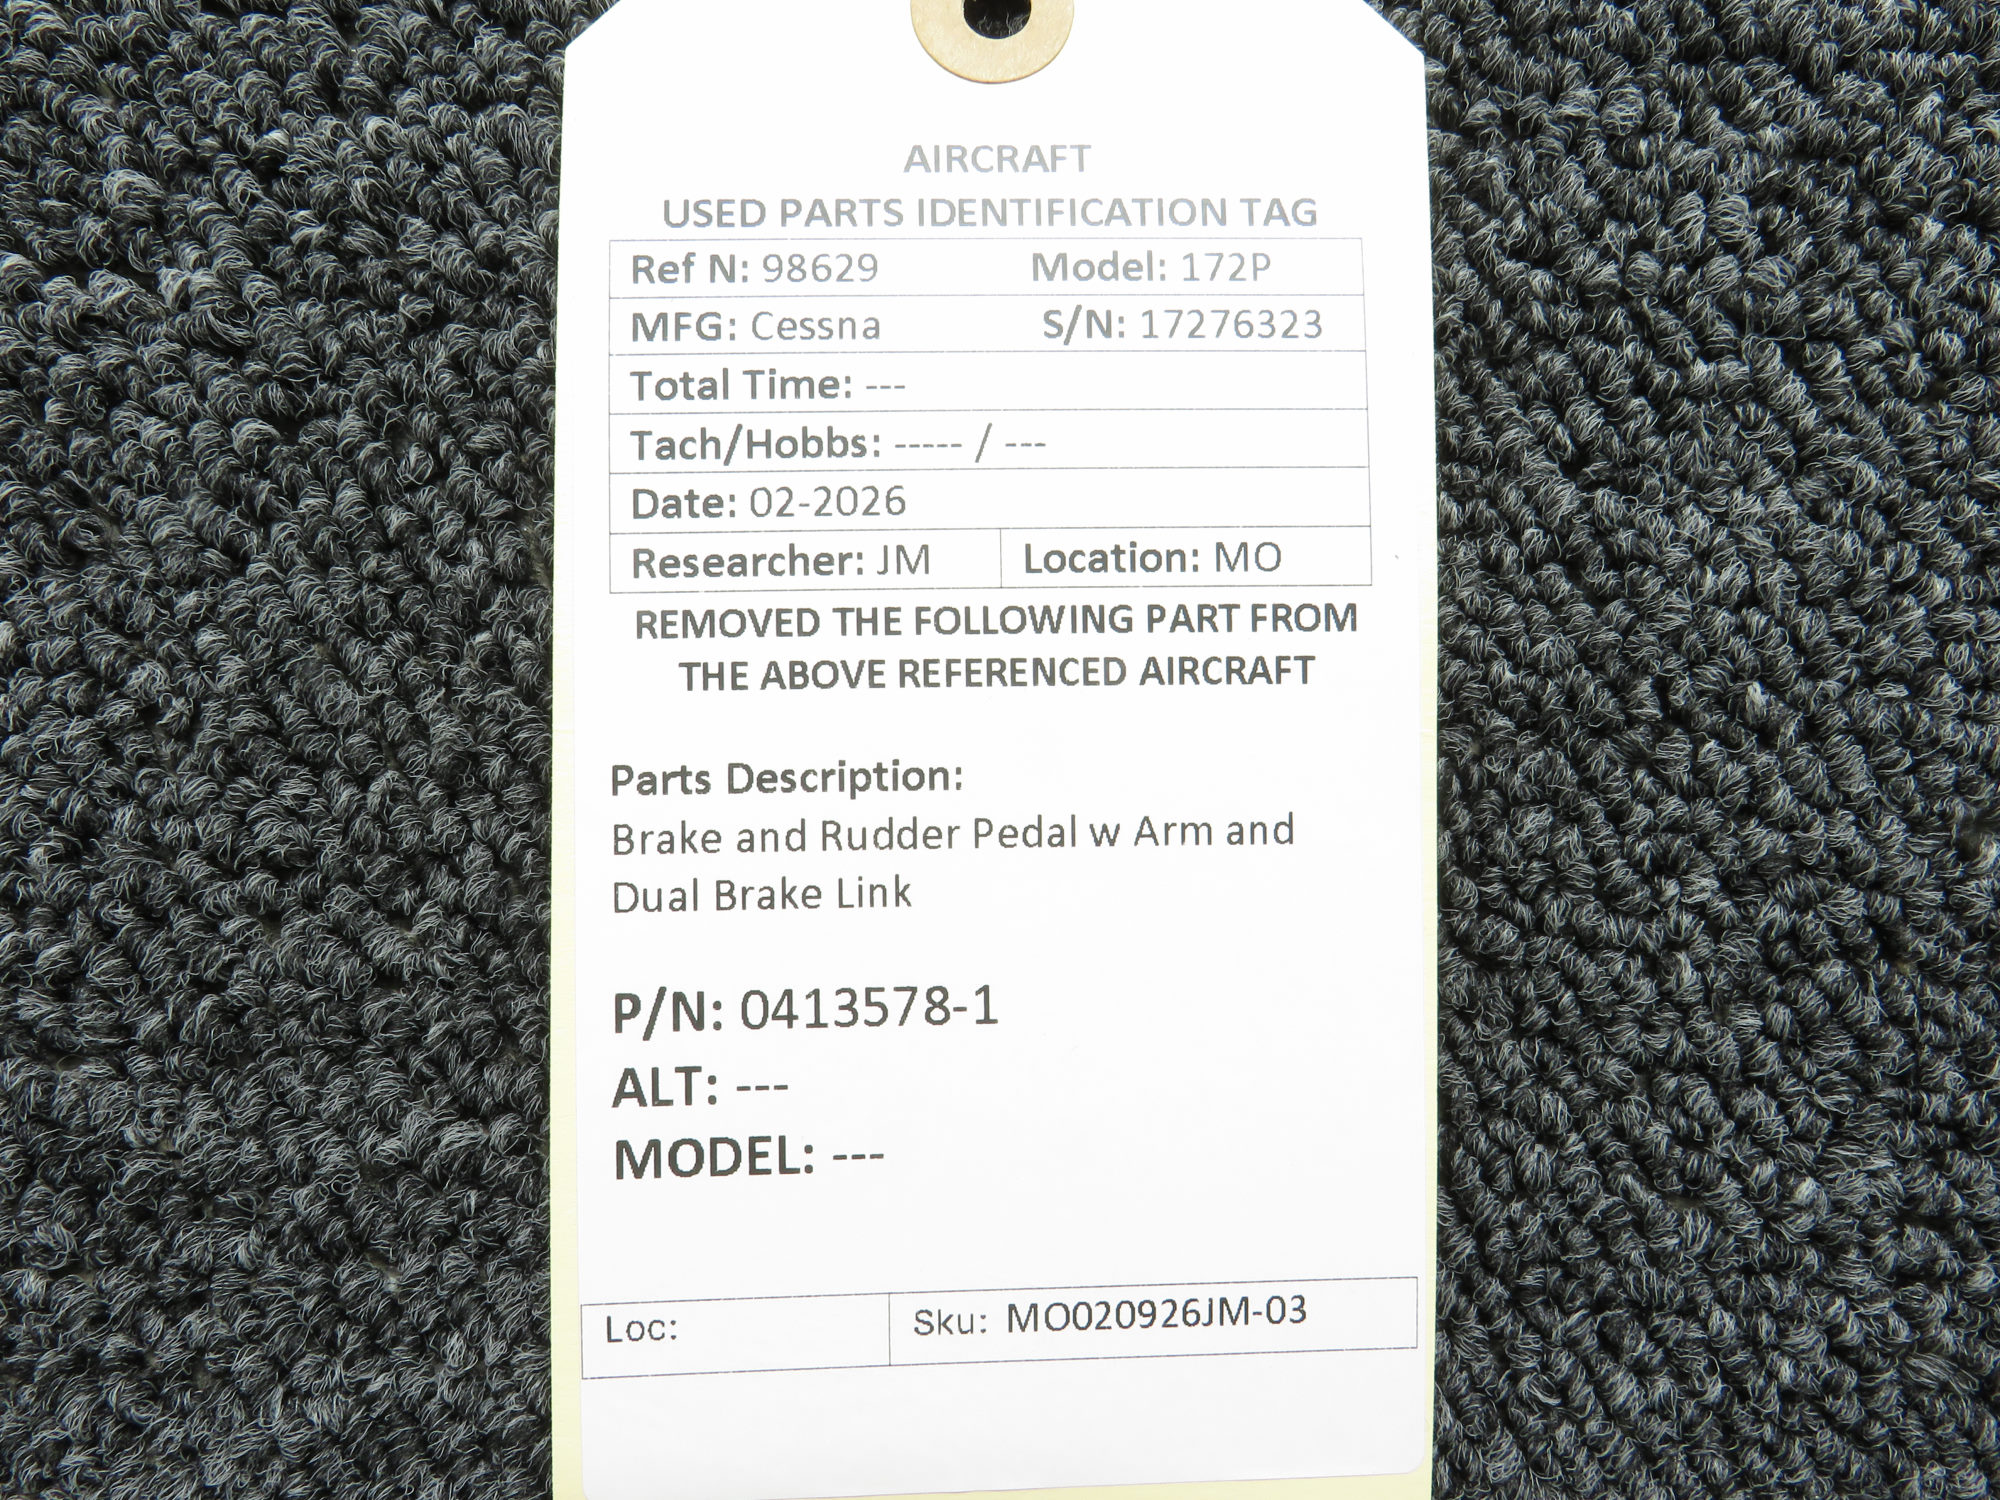 AIRCRAFT
USED PARTS IDENTIFICATION TAG
Ref N: 98629 Model: 172P
MFG: Cessna S/N: 17276323
Total Time: ---
Tach/Hobbs: ----- / ---
Date: 02-2026
Researcher: JM Location: MO
REMOVED THE FOLLOWING PART FROM
THE ABOVE REFERENCED AIRCRAFT
Parts Description:
Brake and Rudder Pedal w Arm and
Dual Brake Link
P/N: 0413578-1
ALT: ---
MODEL: ---
Loc: Sku: MO020926JM-03